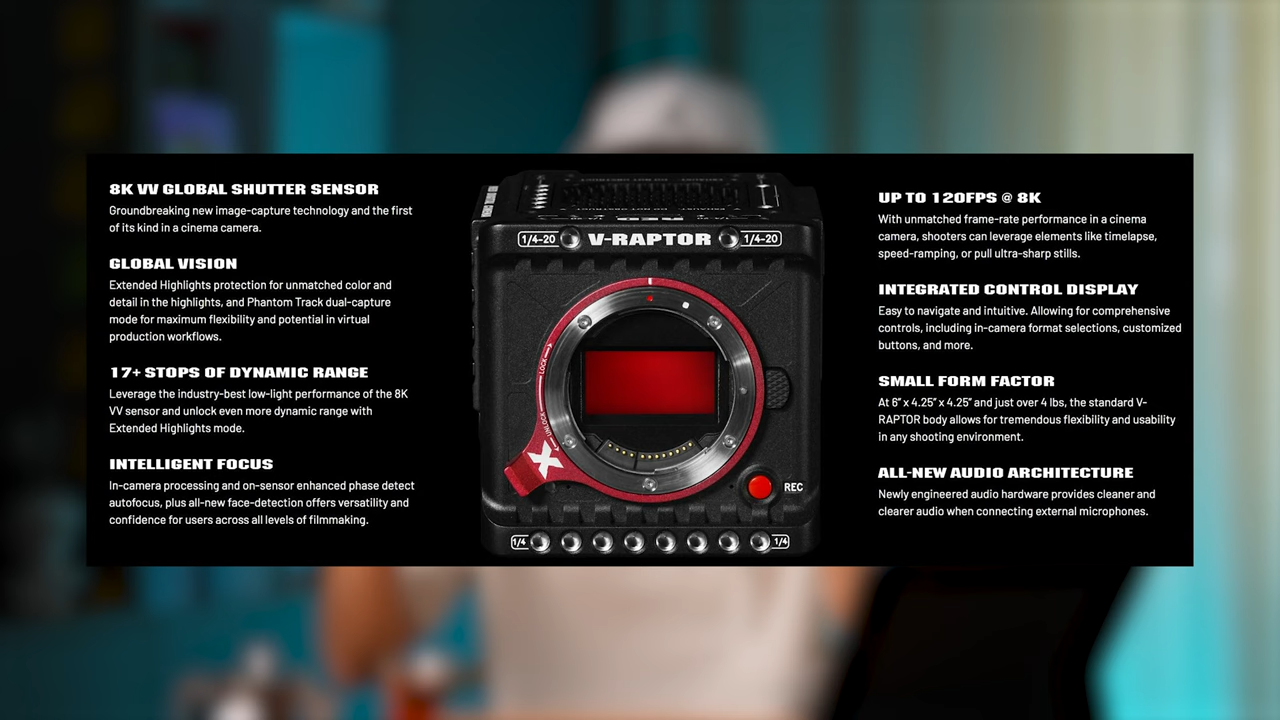 8K VV GLOBAL SHUTTER SENSOR
Groundbreaking new image-capture technology and the first
of its kind in a cinema camera.
GLOBAL VISION
Extended Highlights protection for unmatched color and
detail in the highlights, and Phantom Track dual-capture
mode for maximum flexibility and potential in virtual
production workflows.
17+ STOPS OF DYNAMIC RANGE
Leverage the industry-best low-light performance of the 8K
VV sensor and unlock even more dynamic range with
Extended Highlights mode.
INTELLIGENT FOCUS
In-camera processing and on-sensor enhanced phase detect
autofocus, plus all-new face-detection offers versatility and
confidence for users across all levels of filmmaking.
RED
1/4-20 V-RAPTOR 1/4-20
LOCK
UNLOCK
X
REC
1/4 1/4
UP TO 120FPS @ 8K
With unmatched frame-rate performance in a cinema
camera, shooters can leverage elements like timelapse,
speed-ramping, or pull ultra-sharp stills.
INTEGRATED CONTROL DISPLAY
Easy to navigate and intuitive. Allowing for comprehensive
controls, including in-camera format selections, customized
buttons, and more.
SMALL FORM FACTOR
At 6” x 4.25” x 4.25” and just over 4 lbs, the standard V-
RAPTOR body allows for tremendous flexibility and usability
in any shooting environment.
ALL-NEW AUDIO ARCHITECTURE
Newly engineered audio hardware provides cleaner and
clearer audio when connecting external microphones.